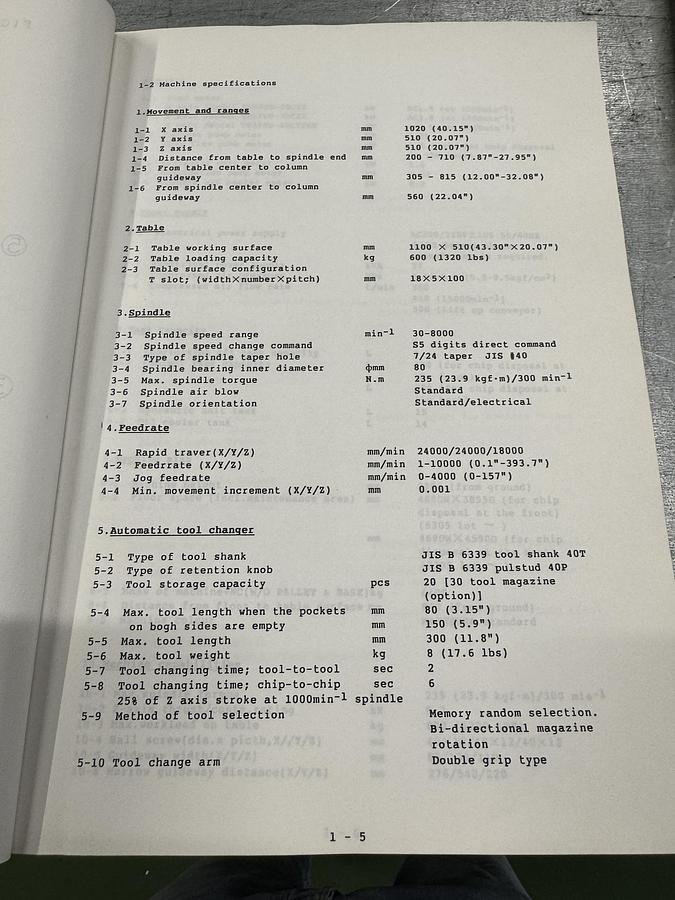 1-2 Machine specifications
1.Movement and ranges
1-1 X axis mm 1020 (40.15")
1-2 Y axis mm 510 (20.07")
1-3 Z axis mm 510 (20.07")
1-4 Distance from table to spindle end mm 200 - 710 (7.87"-27.95")
1-5 From table center to column
guideway mm 305 - 815 (12.00"-32.08")
1-6 From spindle center to column
guideway mm 560 (22.04")
2.Table
2-1 Table working surface mm 1100 × 510(43.30"×20.07")
2-2 Table loading capacity kg 600 (1320 lbs)
2-3 Table surface configuration
T slot; (width×number×pitch) mm 18×5×100
3.Spindle
3-1 Spindle speed range min-1 30-8000
3-2 Spindle speed change command S5 digits direct command
3-3 Type of spindle taper hole 7/24 taper JIS #40
3-4 Spindle bearing inner diameter ϕmm 80
3-5 Max. spindle torque N.m 235 (23.9 kgf·m)/300 min-1
3-6 Spindle air blow Standard
3-7 Spindle orientation Standard/electrical
4.Feedrate
4-1 Rapid traver(X/Y/Z) mm/min 24000/24000/18000
4-2 Feedrrate (X/Y/Z) mm/min 1-10000 (0.1"-393.7")
4-3 Jog feedrate mm/min 0-4000 (0-157")
4-4 Min. movement increment (X/Y/Z) mm 0.001
5.Automatic tool changer
5-1 Type of tool shank JIS B 6339 tool shank 40T
5-2 Type of retention knob JIS B 6339 pulstud 40P
5-3 Tool storage capacity pcs 20 [30 tool magazine
(option)]
5-4 Max. tool length when the pockets mm 80 (3.15")
on bogh sides are empty mm 150 (5.9")
5-5 Max. tool length mm 300 (11.8")
5-6 Max. tool weight kg 8 (17.6 lbs)
5-7 Tool changing time; tool-to-tool sec 2
5-8 Tool changing time; chip-to-chip sec 6
25% of Z axis stroke at 1000min-1 spindle
5-9 Method of tool selection Memory random selection.
Bi-directional magazine
rotation
5-10 Tool change arm Double grip type
1 - 5